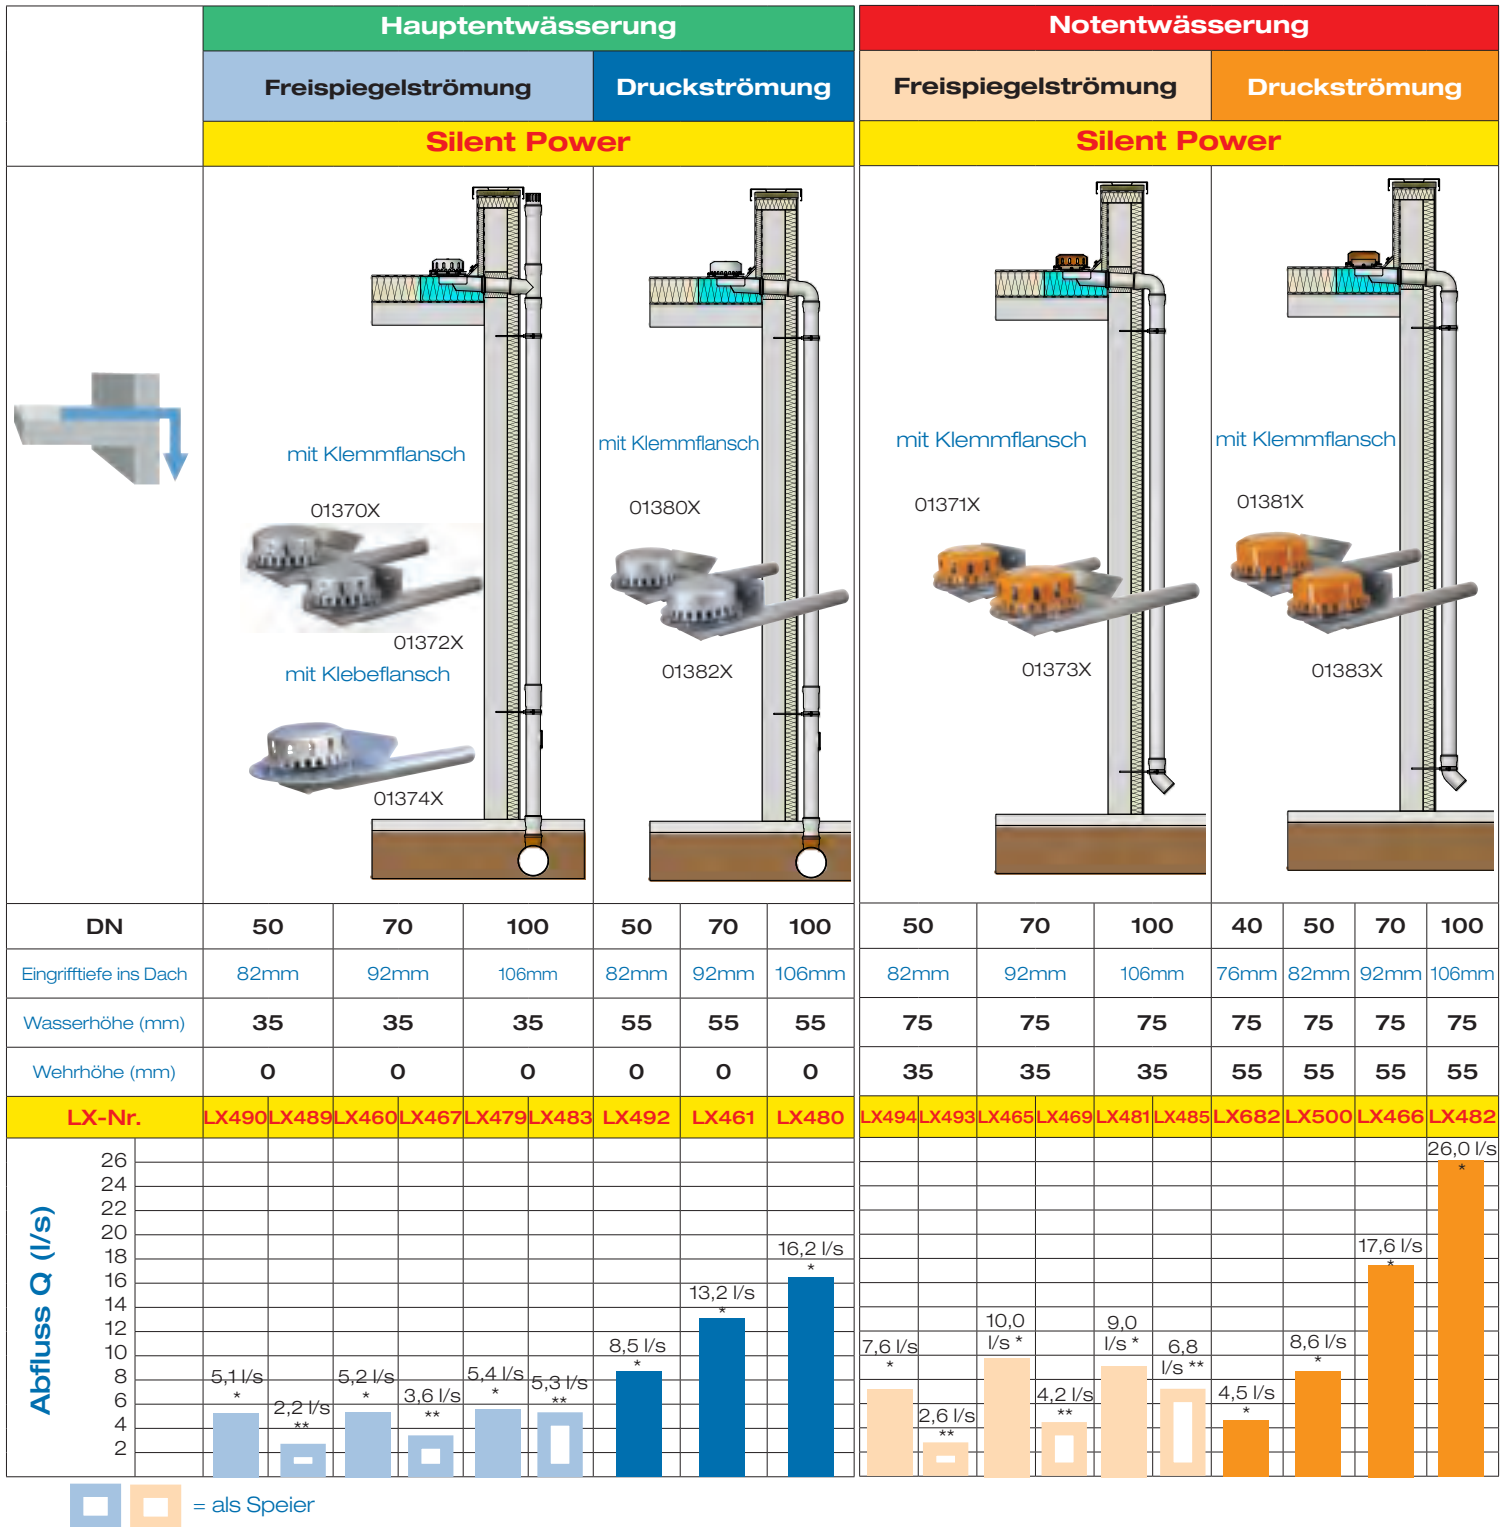 Hauptentwässerung Notentwässerung
Freispiegelströmung Druckströmung Freispiegelströmung Druckströmung
Silent Power Silent Power
mit Klemmflansch mit Klemmflansch mit Klemmflansch mit Klemmflansch
01370X 01380X 01371X 01381X
01372X 01382X 01373X 01383X
mit Klebeflansch
01374X
DN 50 70 100 50 70 100 50 70 100 40 50 70 100
Eingrifftiefe ins Dach 82mm 92mm 106mm 82mm 92mm 106mm 82mm 92mm 106mm 76mm 82mm 92mm 106mm
Wasserhöhe (mm) 35 35 35 55 55 55 75 75 75 75 75 75 75
Wehrhöhe (mm) 0 0 0 0 0 0 35 35 35 55 55 55 55
LX-Nr. LX490 LX489 LX460 LX467 LX479 LX483 LX492 LX461 LX480 LX494 LX493 LX465 LX469 LX481 LX485 LX682 LX500 LX466 LX482
Abfluss Q (l/s)
26
24
22
20
18
16
14
12
10
8
6
4
2
5,1 l/s
*
2,2 l/s
**
5,2 l/s
*
3,6 l/s
**
5,4 l/s
*
5,3 l/s
**
8,5 l/s
*
13,2 l/s
*
16,2 l/s
*
7,6 l/s
*
2,6 l/s
**
10,0
l/s *
4,2 l/s
**
9,0
l/s *
6,8
l/s **
4,5 l/s
*
8,6 l/s
*
17,6 l/s
*
26,0 l/s
*
= als Speier